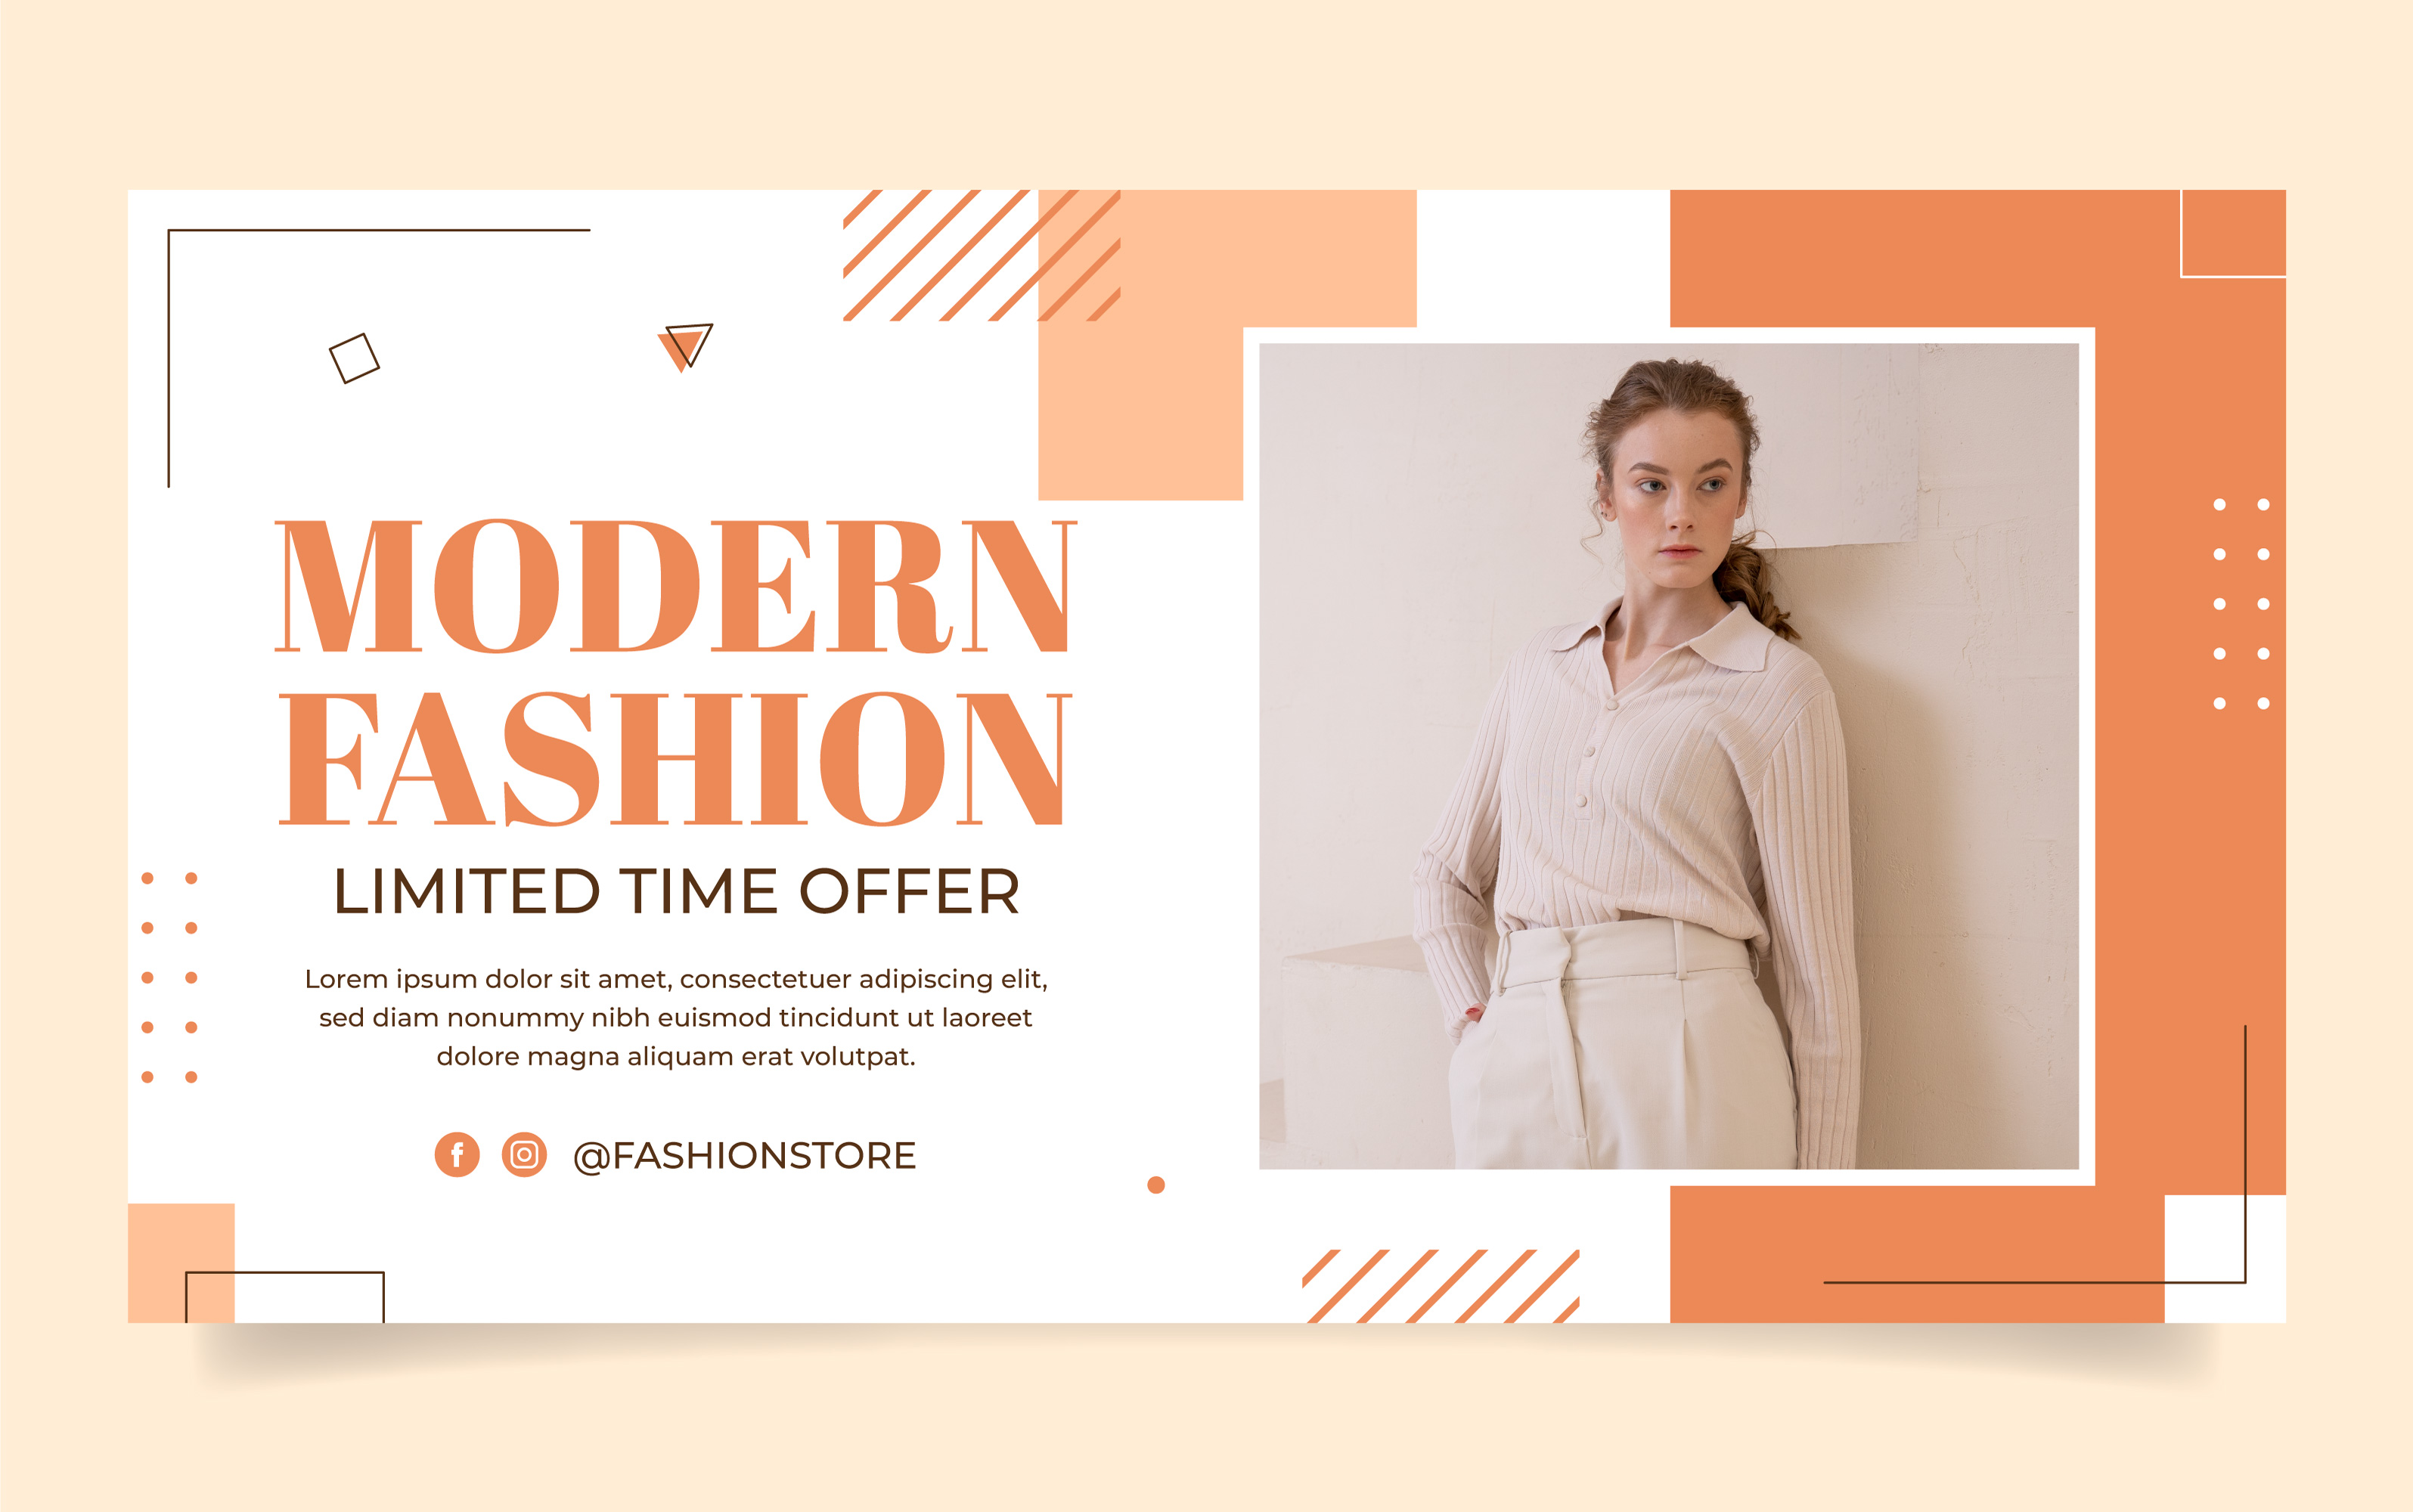 MODERN
FASHION
LIMITED TIME OFFER
Lorem ipsum dolor sit amet, consectetuer adipiscing elit,
sed diam nonummy nibh euismod tincidunt ut laoreet
dolore magna aliquam erat volutpat.
@FASHIONSTORE